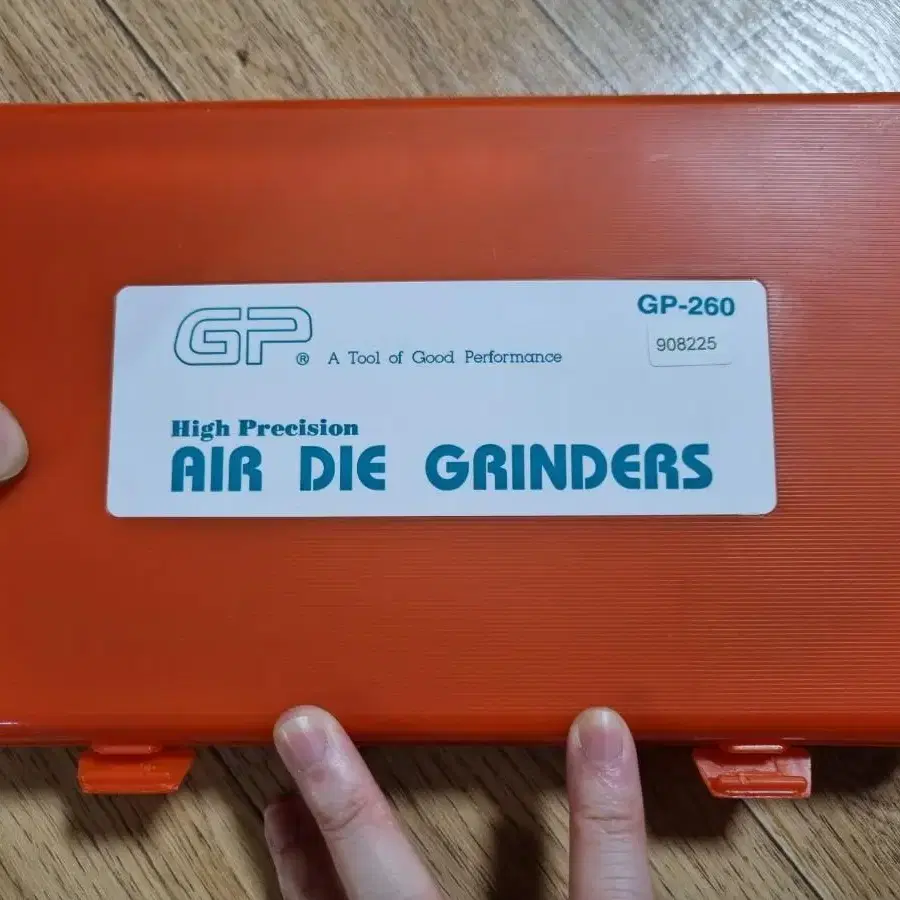 GP® A Tool of Good Performance
GP-260
908225
High Precision
AIR DIE GRINDERS